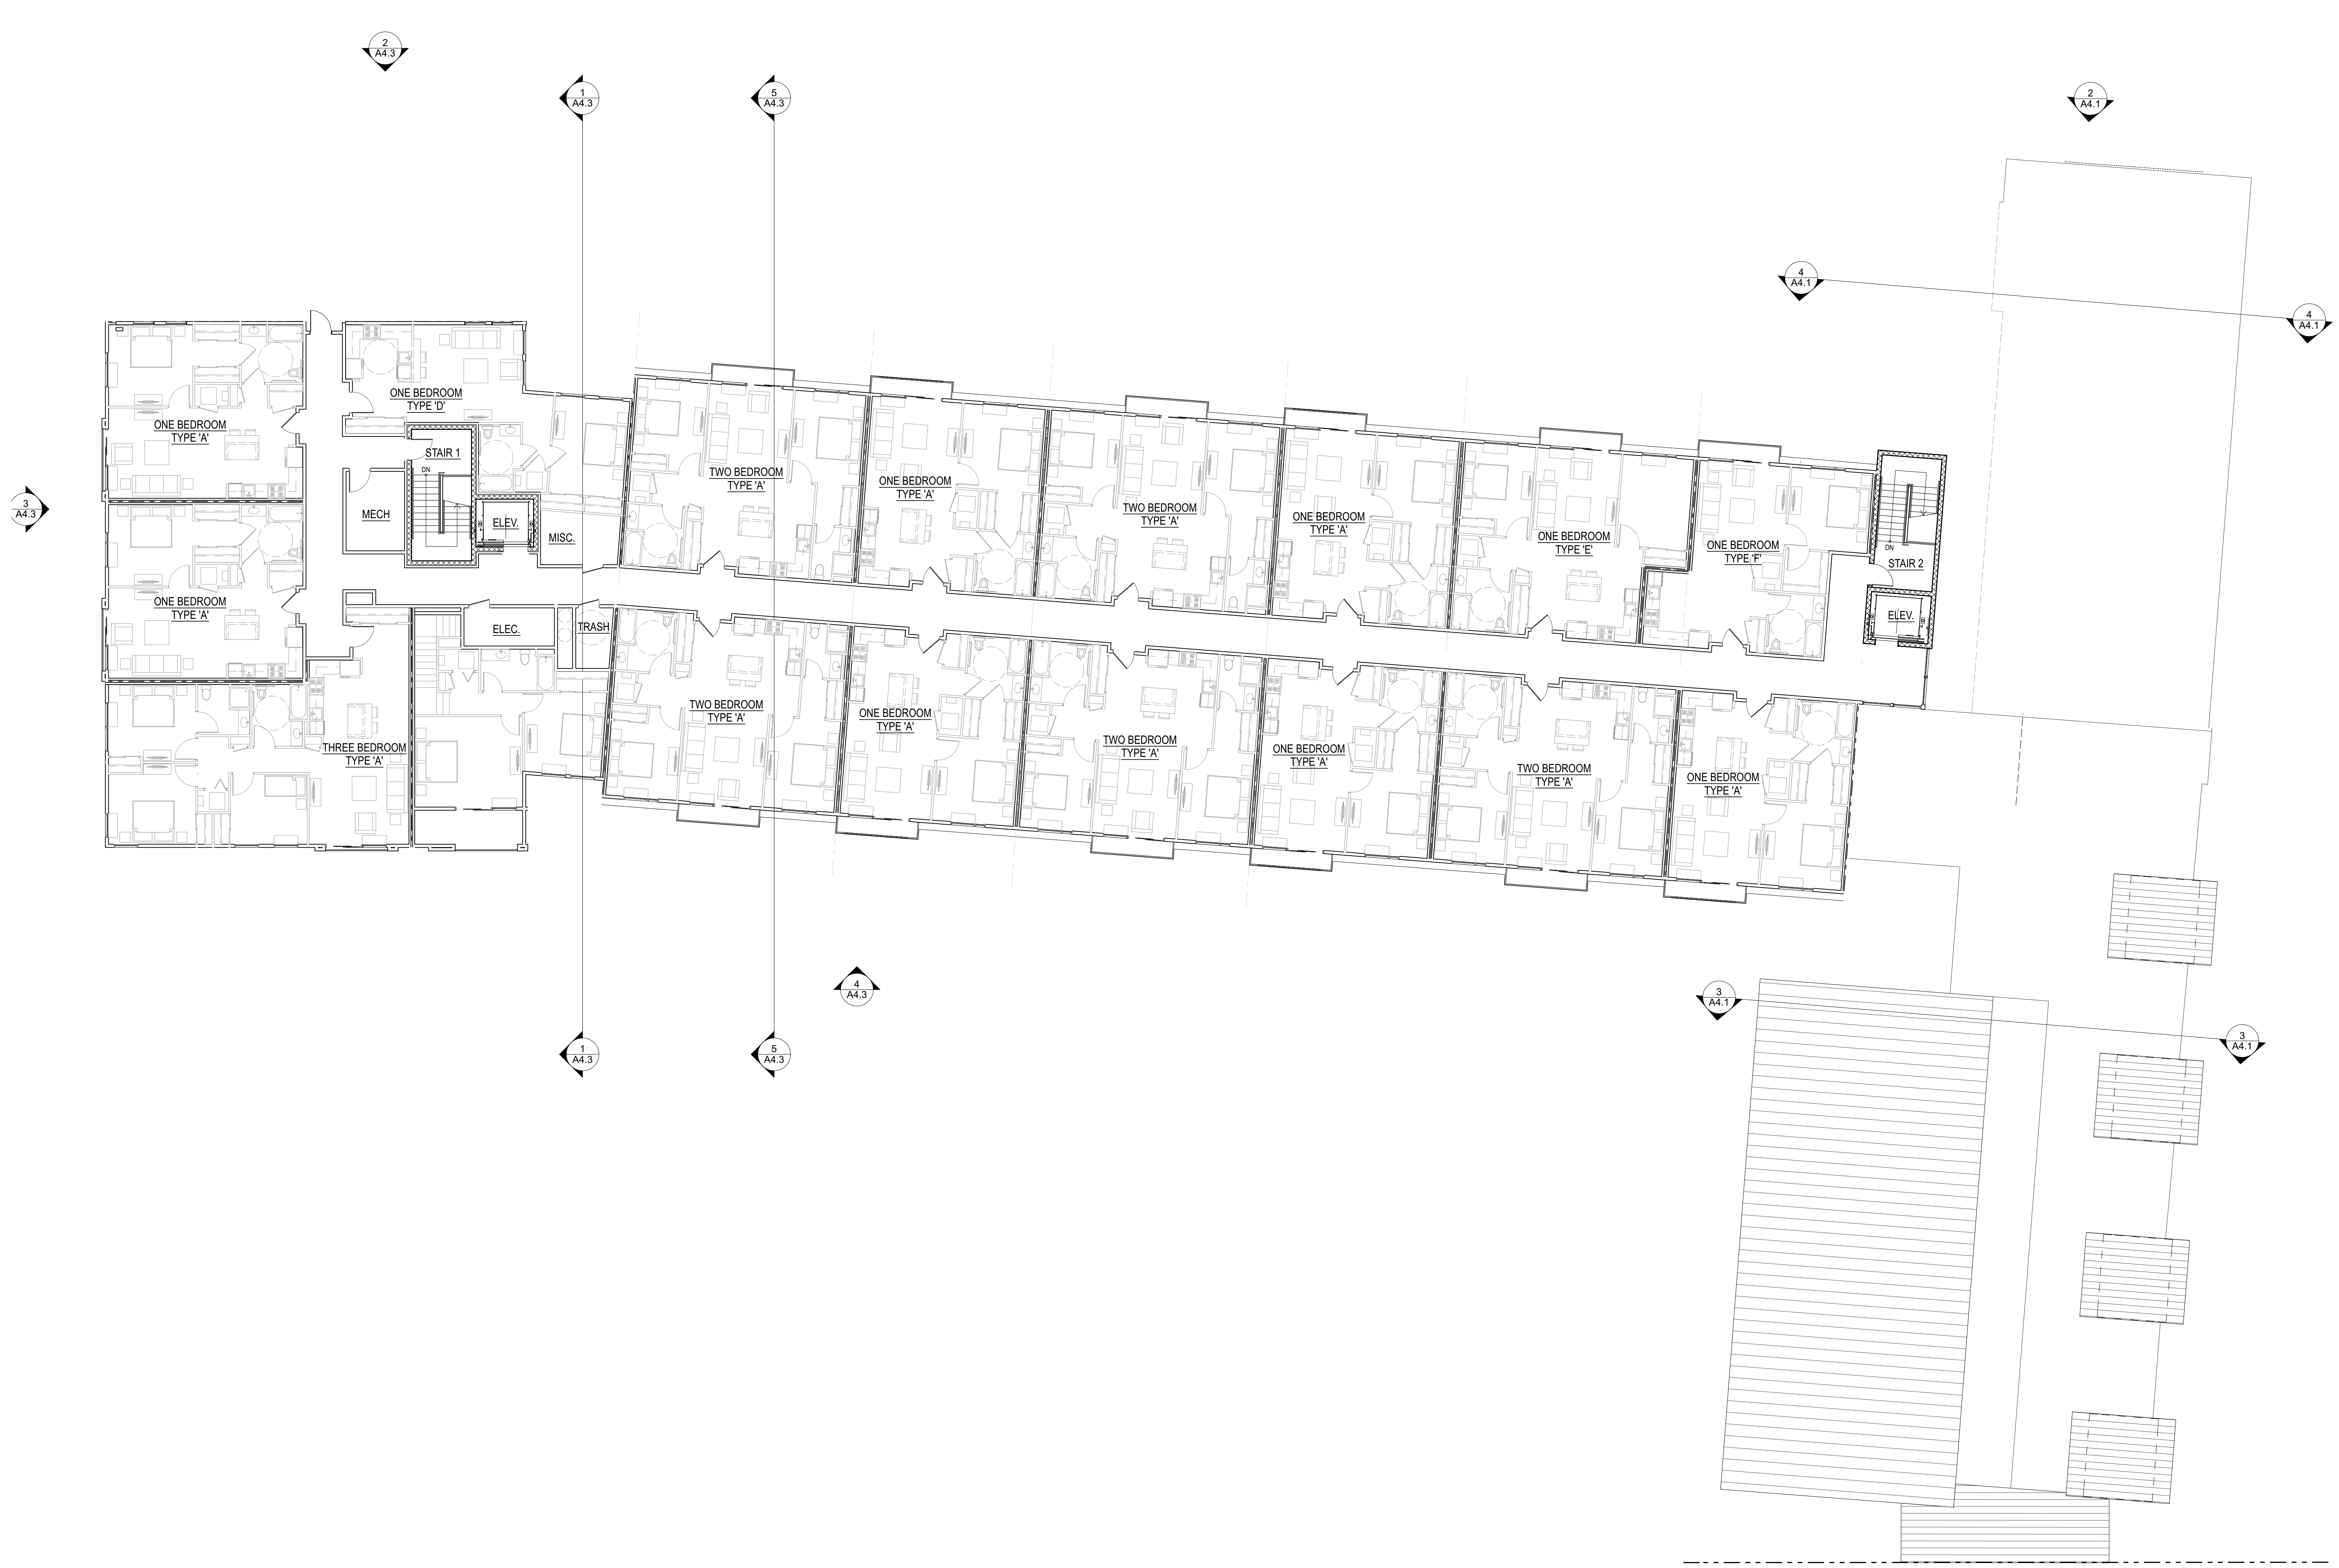 2
A4.3
1
A4.3
5
A4.3
2
A4.1
4
A4.1
4
A4.1
ONE BEDROOM
TYPE 'D'
ONE BEDROOM
TYPE 'A'
STAIR 1
DN
TWO BEDROOM
TYPE 'A'
ONE BEDROOM
TYPE 'A'
TWO BEDROOM
TYPE 'A'
ONE BEDROOM
TYPE 'A'
ONE BEDROOM
TYPE 'E'
ONE BEDROOM
TYPE 'F'
DN
STAIR 2
3
A4.3
MECH
ELEV.
MISC.
ONE BEDROOM
TYPE 'A'
ELEC.
TRASH
ELEV.
THREE BEDROOM
TYPE 'A'
TWO BEDROOM
TYPE 'A'
ONE BEDROOM
TYPE 'A'
TWO BEDROOM
TYPE 'A'
ONE BEDROOM
TYPE 'A'
TWO BEDROOM
TYPE 'A'
ONE BEDROOM
TYPE 'A'
4
A4.3
3
A4.1
3
A4.1
1
A4.3
5
A4.3